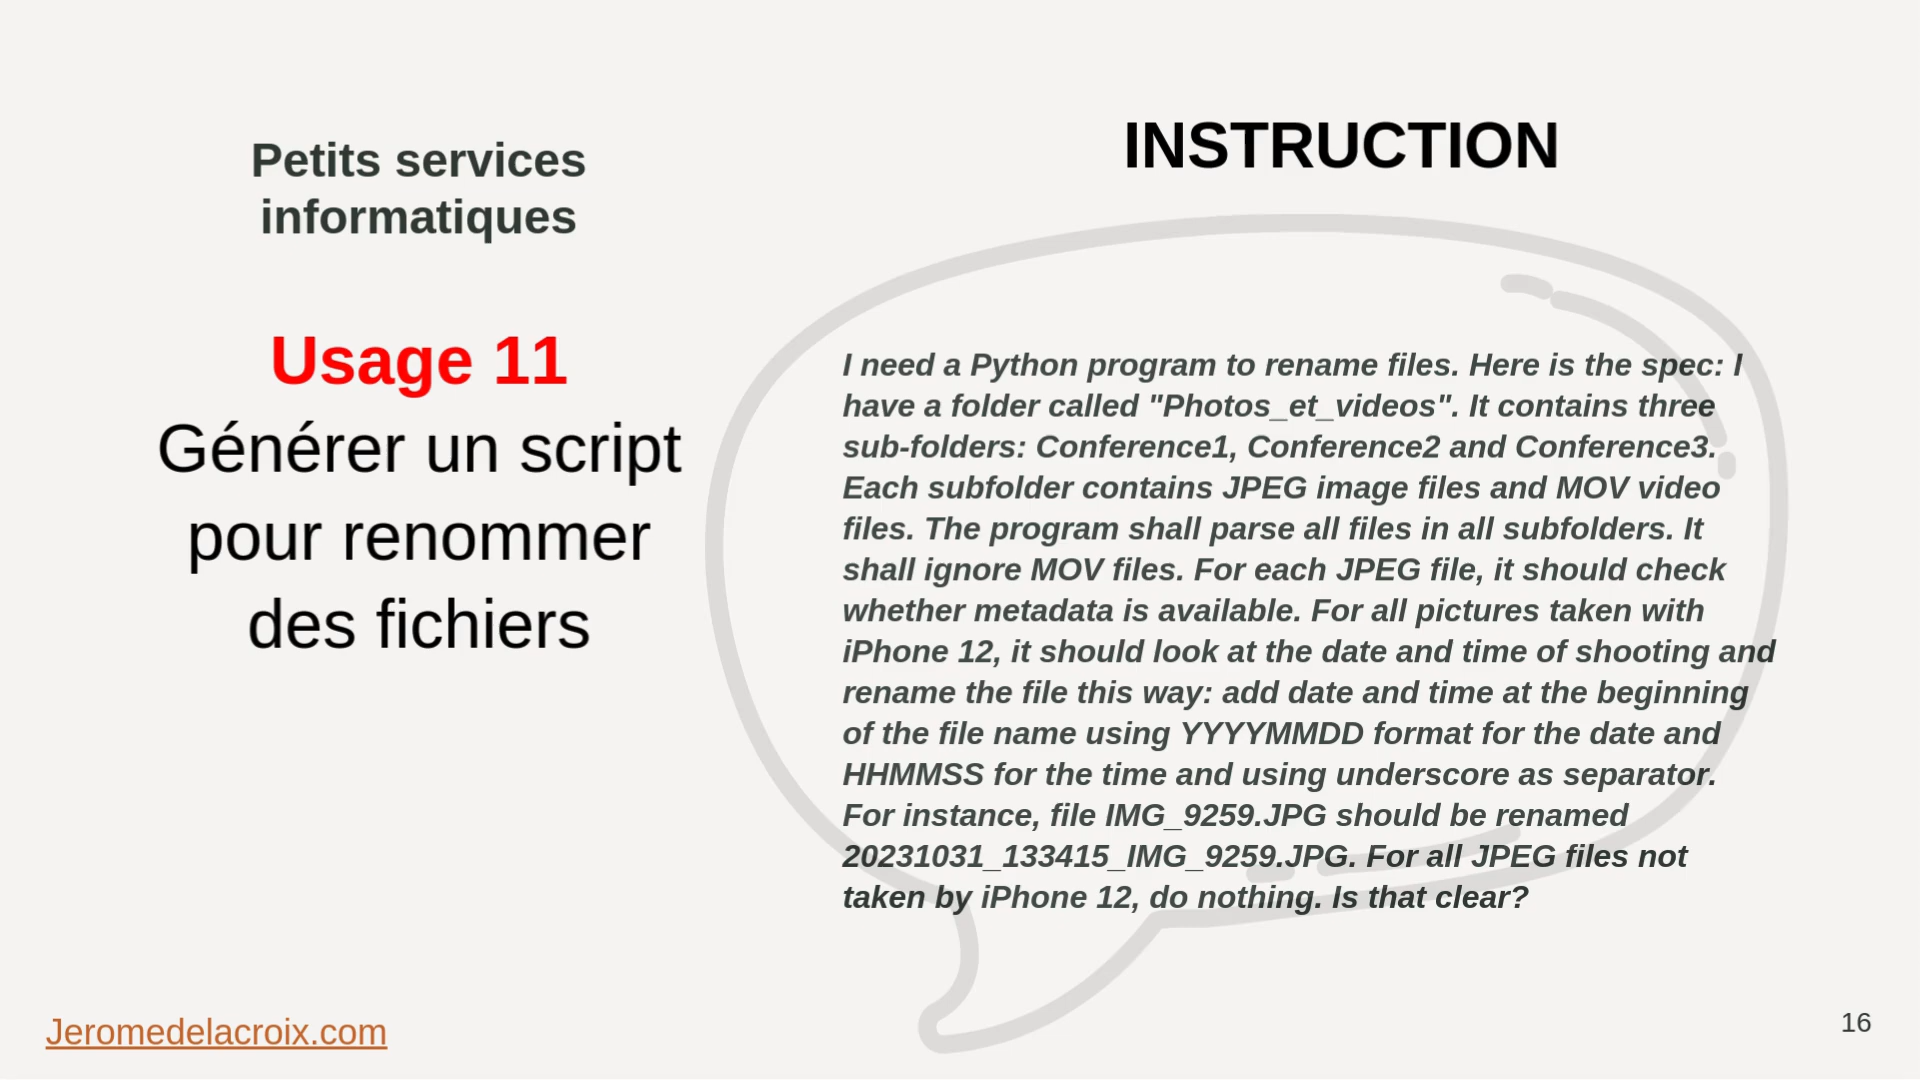 Petits services
informatiques
Usage 11
Générer un script
pour renommer
des fichiers
INSTRUCTION
I need a Python program to rename files. Here is the spec: I
have a folder called "Photos_et_videos". It contains three
sub-folders: Conference1, Conference2 and Conference3.
Each subfolder contains JPEG image files and MOV video
files. The program shall parse all files in all subfolders. It
shall ignore MOV files. For each JPEG file, it should check
whether metadata is available. For all pictures taken with
iPhone 12, it should look at the date and time of shooting and
rename the file this way: add date and time at the beginning
of the file name using YYYYMMDD format for the date and
HHMMSS for the time and using underscore as separator.
For instance, file IMG_9259.JPG should be renamed
20231031_133415_IMG_9259.JPG. For all JPEG files not
taken by iPhone 12, do nothing. Is that clear?
Jeromedelacroix.com
16